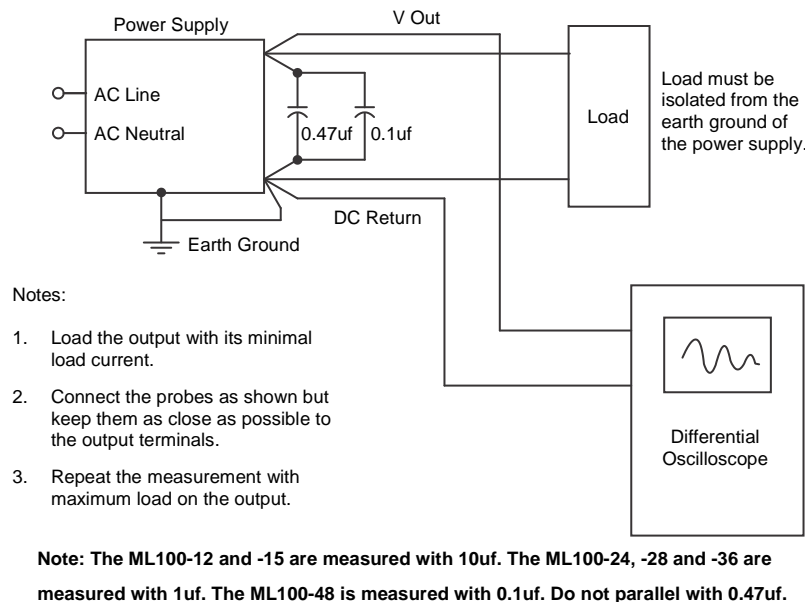 Power Supply
V Out
AC Line
AC Neutral
0.47uf
0.1uf
Load
Load must be
isolated from the
earth ground of
the power supply.
DC Return
Earth Ground
Notes:
1. Load the output with its minimal
load current.
2. Connect the probes as shown but
keep them as close as possible to
the output terminals.
3. Repeat the measurement with
maximum load on the output.
Differential
Oscilloscope
Note: The ML100-12 and -15 are measured with 10uf. The ML100-24, -28 and -36 are
measured with 1uf. The ML100-48 is measured with 0.1uf. Do not parallel with 0.47uf.